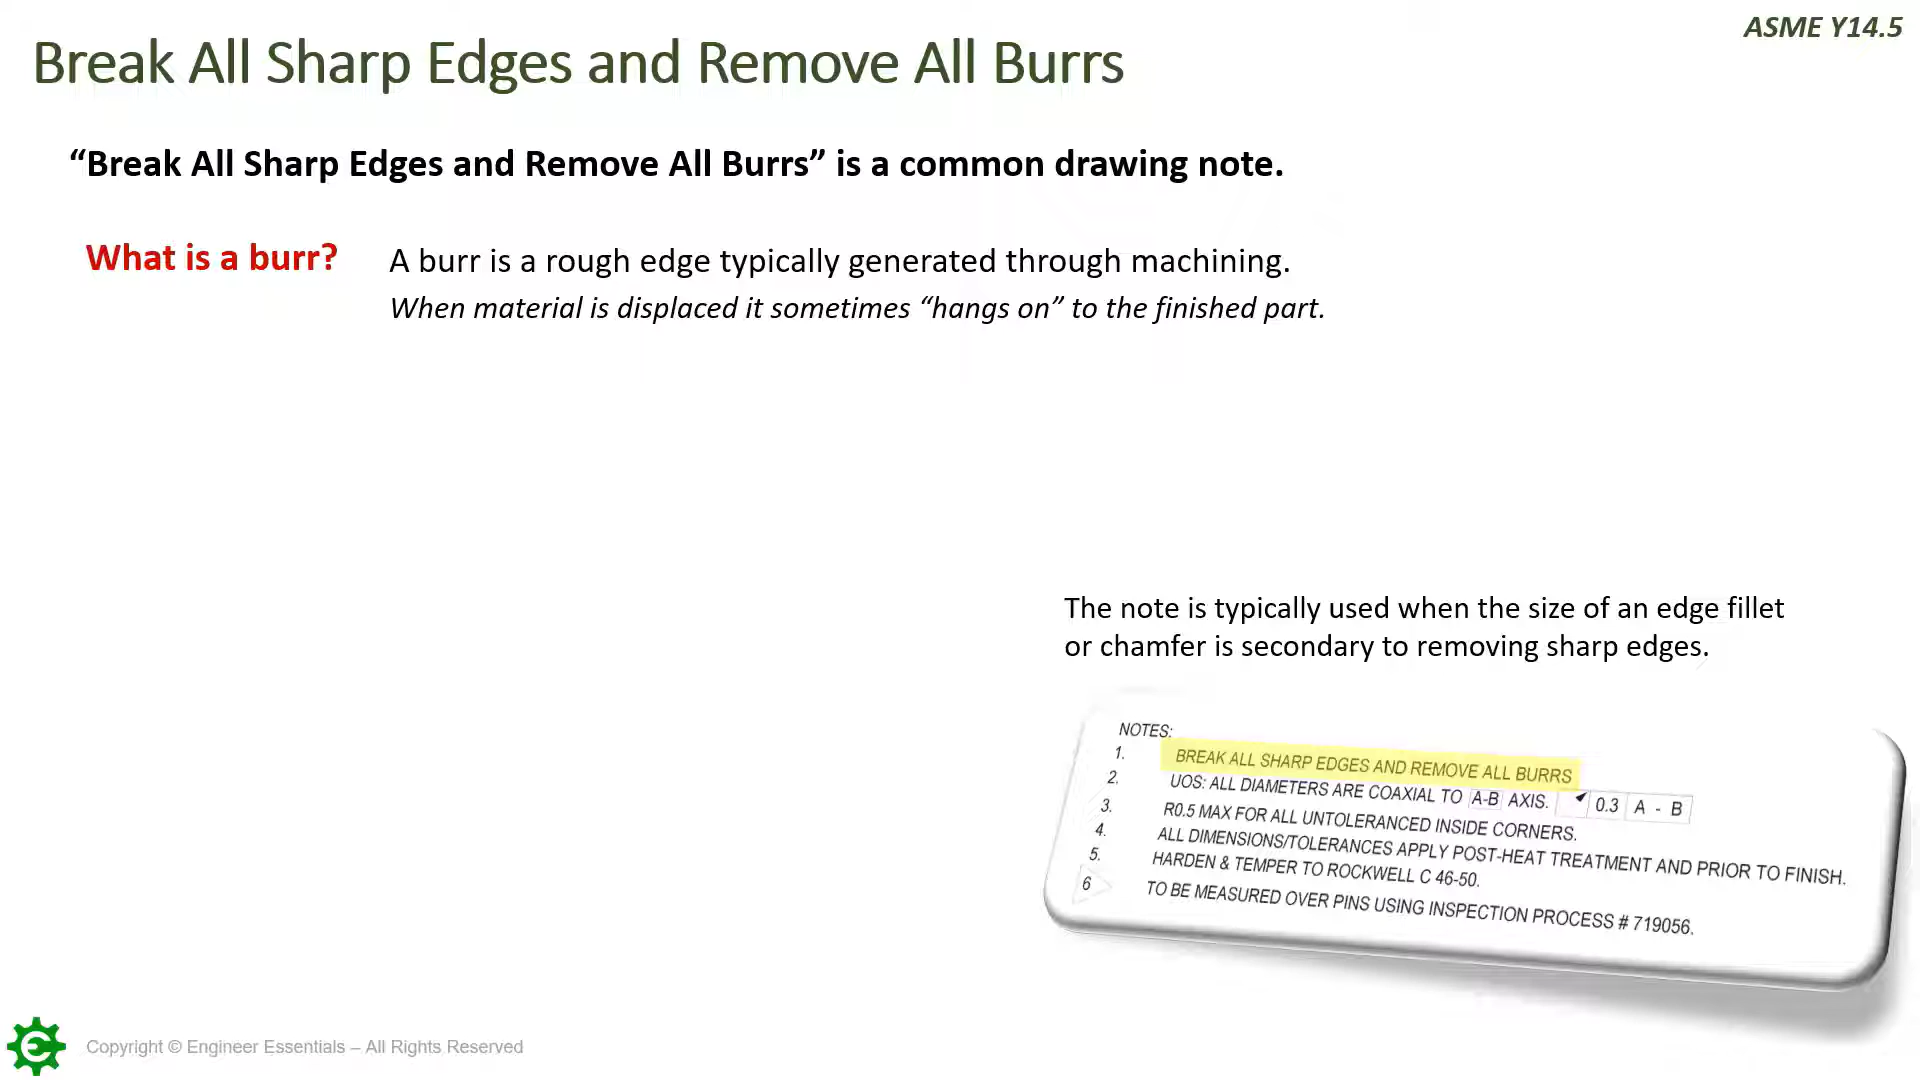 ASME Y14.5
Break All Sharp Edges and Remove All Burrs
“Break All Sharp Edges and Remove All Burrs” is a common drawing note.
What is a burr?
A burr is a rough edge typically generated through machining.
When material is displaced it sometimes “hangs on” to the finished part.
The note is typically used when the size of an edge fillet
or chamfer is secondary to removing sharp edges.
NOTES:
1. BREAK ALL SHARP EDGES AND REMOVE ALL BURRS
2. UOS: ALL DIAMETERS ARE COAXIAL TO A-B AXIS. 0.3 A - B
3. R0.5 MAX FOR ALL UNTOLERANCED INSIDE CORNERS.
4. ALL DIMENSIONS/TOLERANCES APPLY POST-HEAT TREATMENT AND PRIOR TO FINISH.
5. HARDEN & TEMPER TO ROCKWELL C 46-50.
6 TO BE MEASURED OVER PINS USING INSPECTION PROCESS # 719056.
Copyright © Engineer Essentials – All Rights Reserved